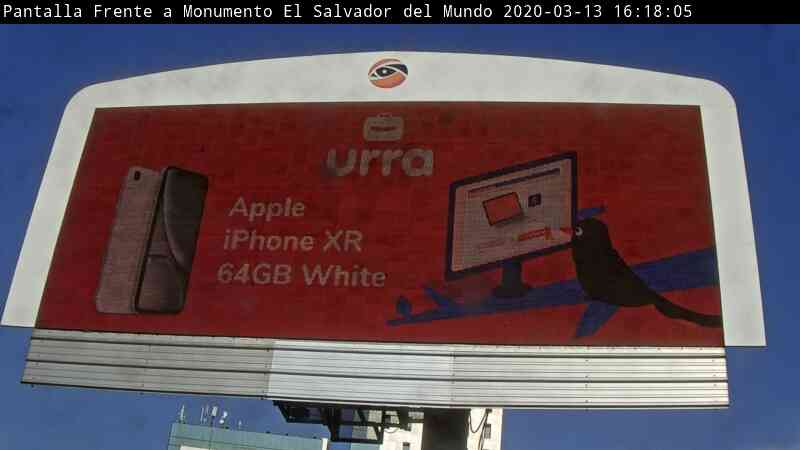 Pantalla Frente a Monumento El Salvador del Mundo 2020-03-13 16:18:05
urra
Apple
iPhone XR
64GB White